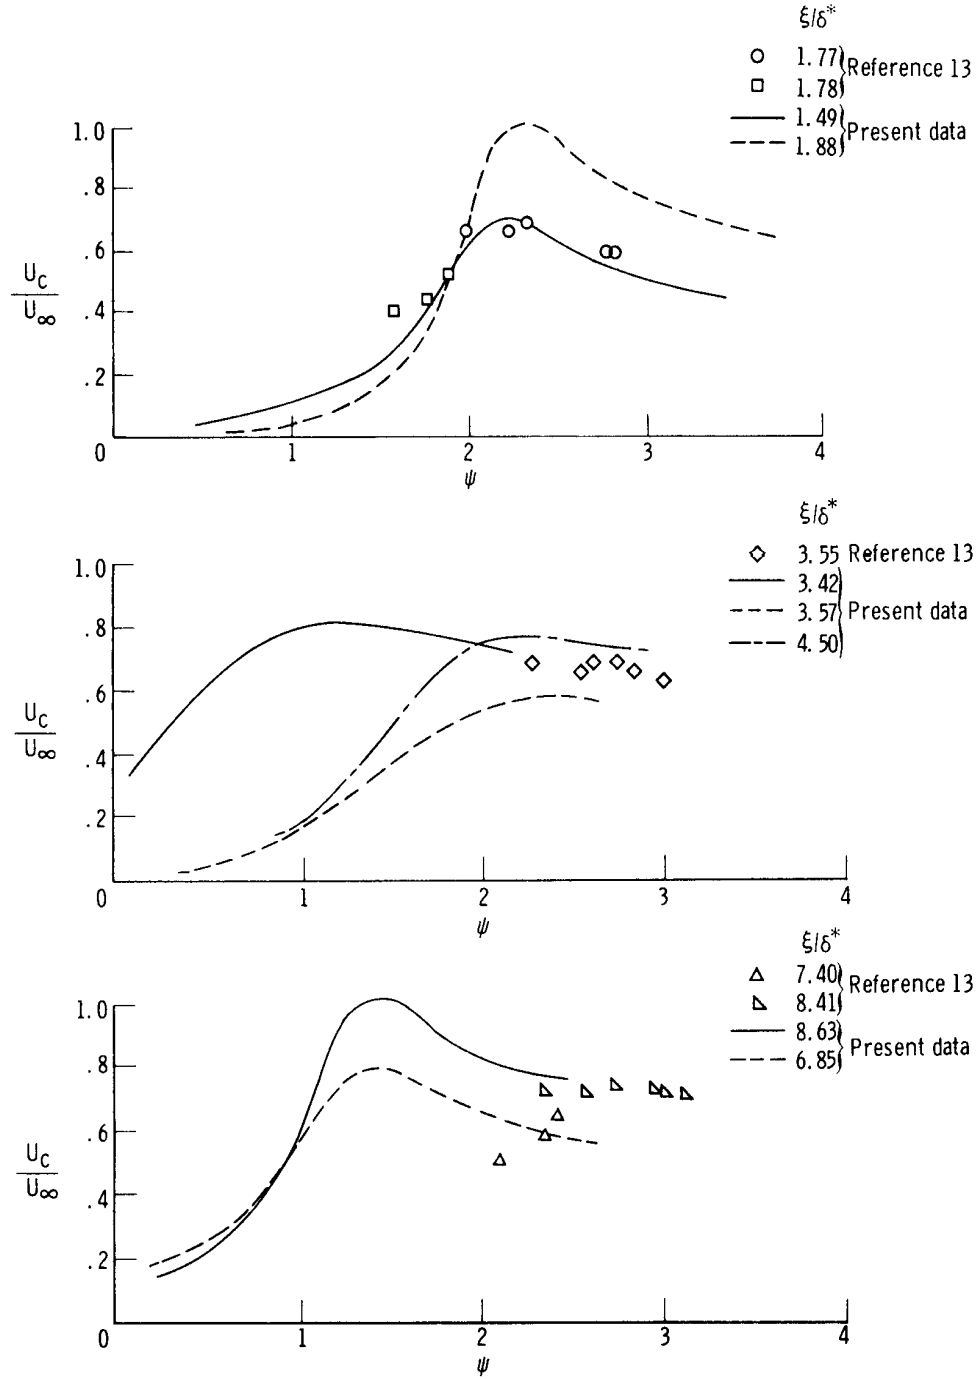 ξ/δ*
1.77 Reference 13
1.78
1.49 Present data
1.88
1.0
.8
.6
.4
.2
0
1
2
3
4
U_c/U_∞
ψ
ξ/δ*
3.55 Reference 13
3.42
3.57 Present data
4.50
1.0
.8
.6
.4
.2
0
1
2
3
4
U_c/U_∞
ψ
ξ/δ*
7.40 Reference 13
8.41
8.63 Present data
6.85
1.0
.8
.6
.4
.2
0
1
2
3
4
U_c/U_∞
ψ